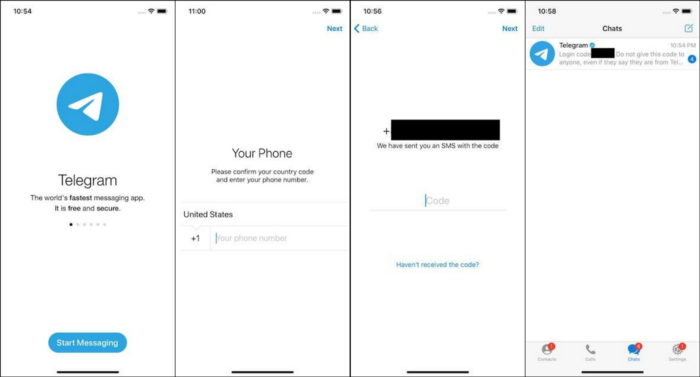 10:54
Telegram
The world's fastest messaging app.
It is free and secure.
Start Messaging
11:00
Next
Your Phone
Please confirm your country code
and enter your phone number.
United States
+1 Your phone number
10:56
Back Next
+
We have sent you an SMS with the code
Code
Haven't received the code?
10:58
Edit Chats
Telegram 10:54 PM
Login code Do not give this code to
anyone, even if they say they are from Tel... 4
1 4 1
Contacts Calls Chats Settings